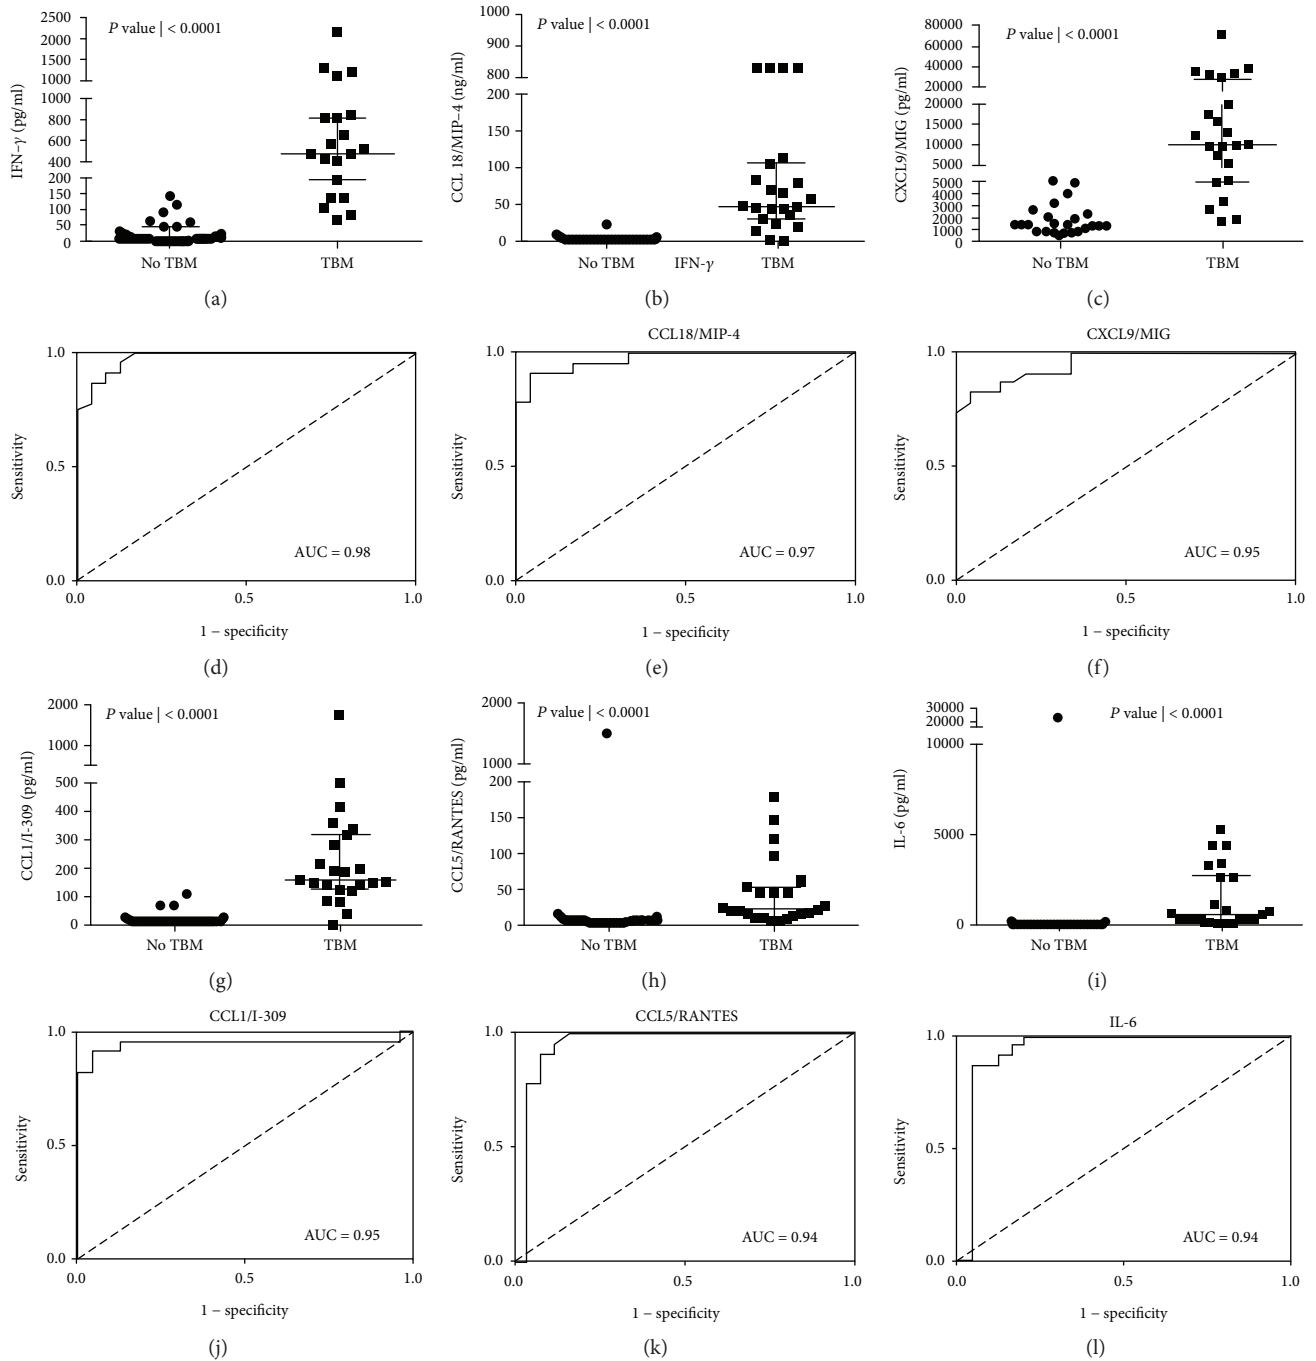 2500
2000
1500
1000
1000
800
600
400
200
150
100
50
0
IFN–γ (pg/ml)
P value | < 0.0001
No TBM
TBM
(a)
1000
900
800
200
150
100
50
0
CCL 18/MIP–4 (ng/ml)
P value | < 0.0001
No TBM
IFN-γ
TBM
(b)
80000
60000
40000
20000
20000
15000
10000
5000
5000
4000
3000
2000
1000
0
CXCL9/MIG (pg/ml)
P value | < 0.0001
No TBM
TBM
(c)
1.0
0.5
0.0
Sensitivity
AUC = 0.98
0.0
0.5
1.0
1 – specificity
(d)
CCL18/MIP-4
1.0
0.5
0.0
Sensitivity
AUC = 0.97
0.0
0.5
1.0
1 – specificity
(e)
CXCL9/MIG
1.0
0.5
0.0
Sensitivity
AUC = 0.95
0.0
0.5
1.0
1 – specificity
(f)
2000
1000
500
400
300
200
100
0
CCL1/I-309 (pg/ml)
P value | < 0.0001
No TBM
TBM
(g)
2000
1000
200
150
100
50
0
CCL5/RANTES (pg/ml)
P value | < 0.0001
No TBM
TBM
(h)
30000
20000
10000
5000
0
IL-6 (pg/ml)
P value | < 0.0001
No TBM
TBM
(i)
CCL1/I-309
1.0
0.5
0.0
Sensitivity
AUC = 0.95
0.0
0.5
1.0
1 – specificity
(j)
CCL5/RANTES
1.0
0.5
0.0
Sensitivity
AUC = 0.94
0.0
0.5
1.0
1 – specificity
(k)
IL-6
1.0
0.5
0.0
Sensitivity
AUC = 0.94
0.0
0.5
1.0
1 – specificity
(l)